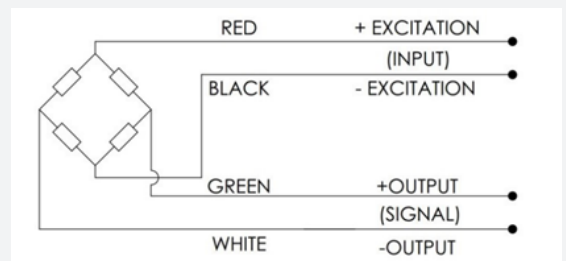 RED + EXCITATION
(INPUT)
BLACK - EXCITATION
GREEN +OUTPUT
(SIGNAL)
WHITE -OUTPUT